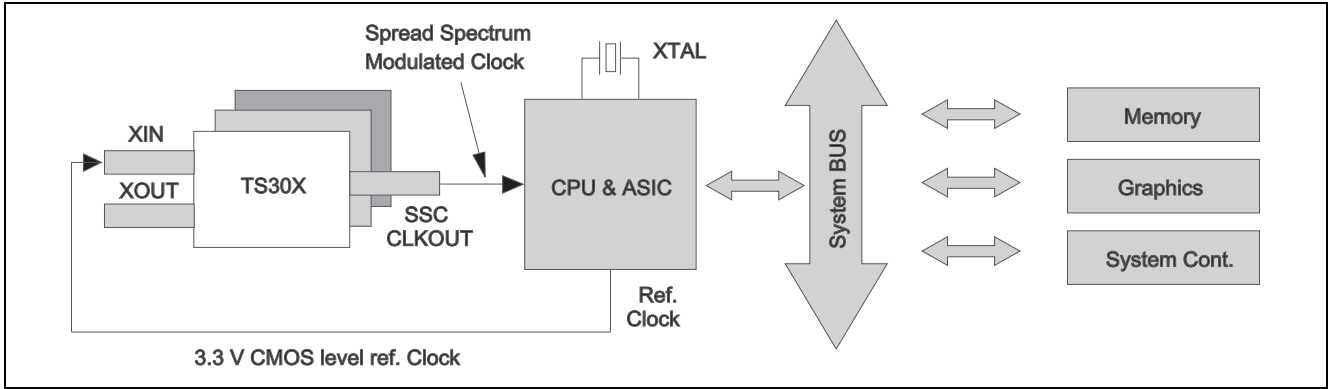 Spread Spectrum
Modulated Clock
XTAL
XIN
XOUT
TS30X
SSC
CLKOUT
CPU & ASIC
System BUS
Memory
Graphics
System Cont.
Ref.
Clock
3.3 V CMOS level ref. Clock